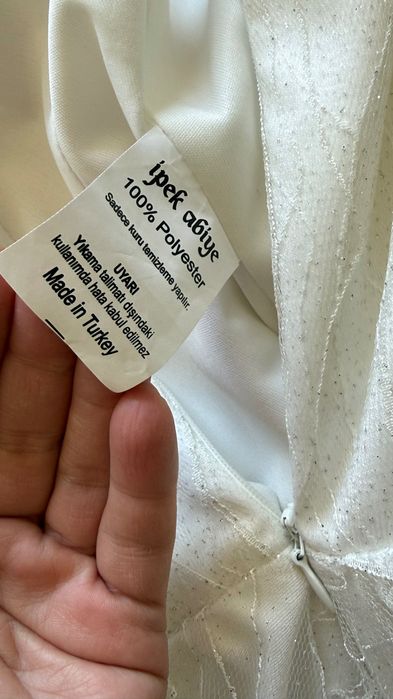 ipek abiye
100% Polyester
Sadece kuru temizleme yapılır.
UYARI
Yıkama talimatı dışındaki
kullanımda hata kabul edilmez
Made in Turkey